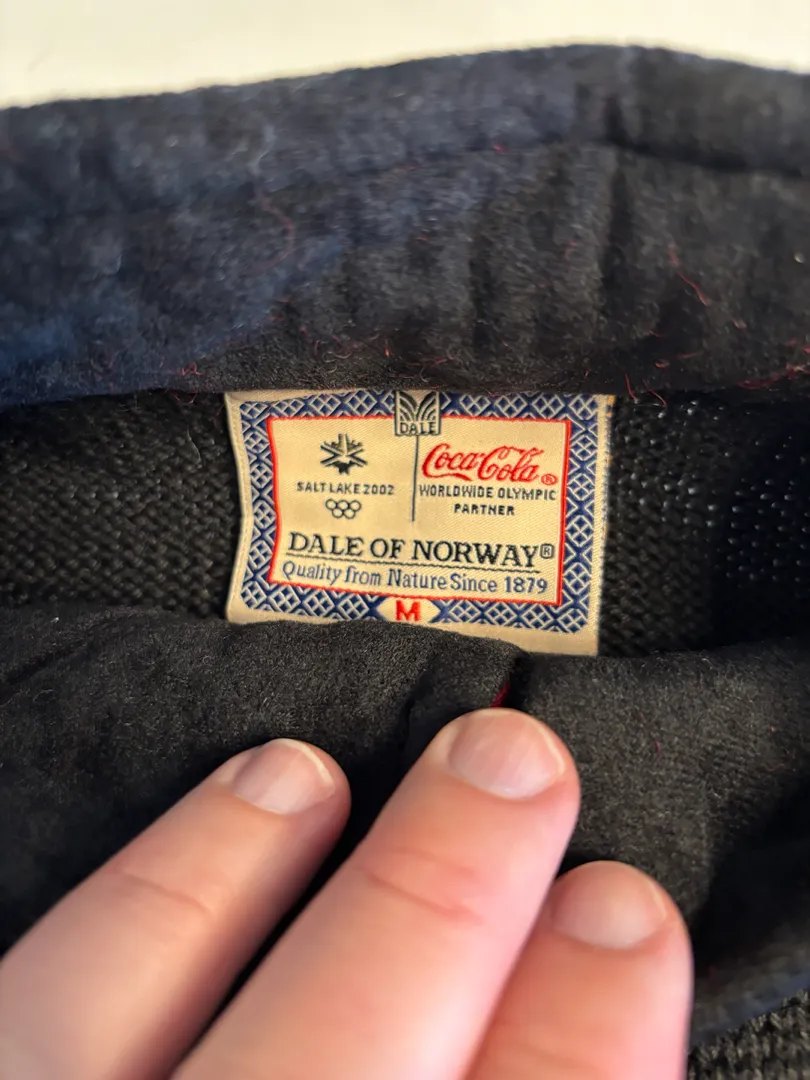 DALE
SALT LAKE 2002
Coca-Cola®
WORLDWIDE OLYMPIC
PARTNER
DALE OF NORWAY®
Quality from Nature Since 1879
M